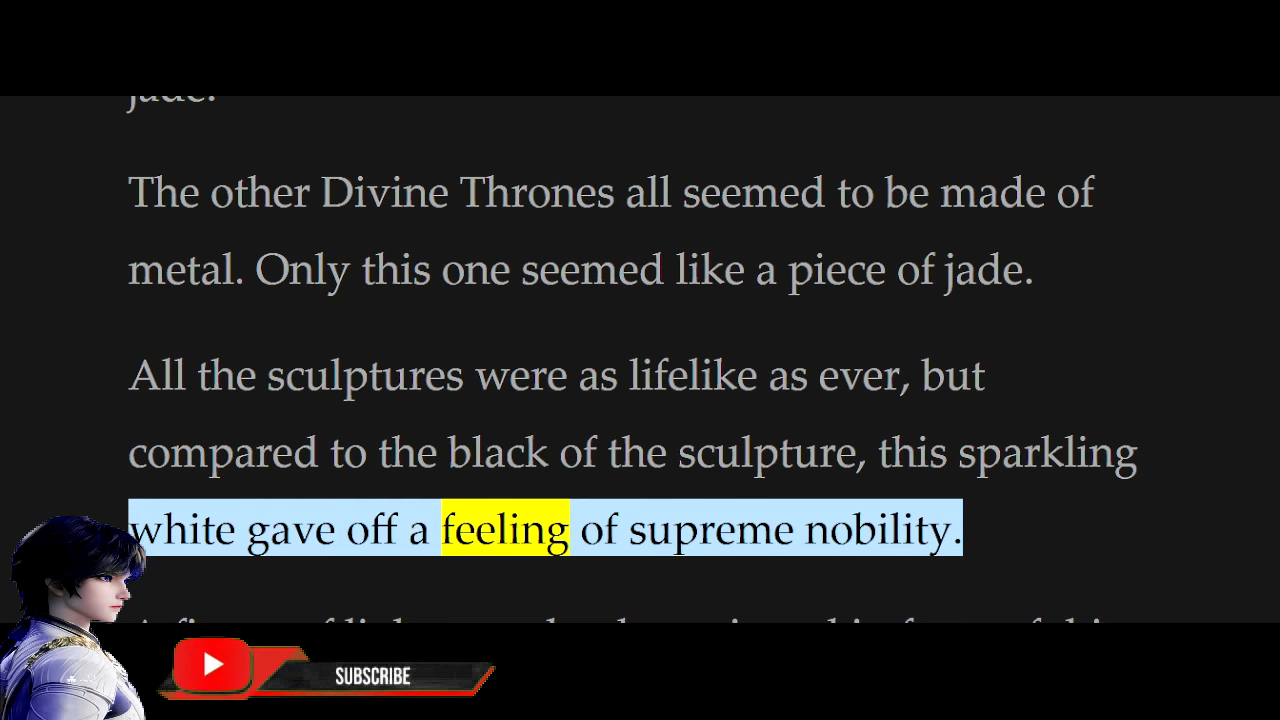 jade.
The other Divine Thrones all seemed to be made of
metal. Only this one seemed like a piece of jade.
All the sculptures were as lifelike as ever, but
compared to the black of the sculpture, this sparkling
white gave off a feeling of supreme nobility.
SUBSCRIBE